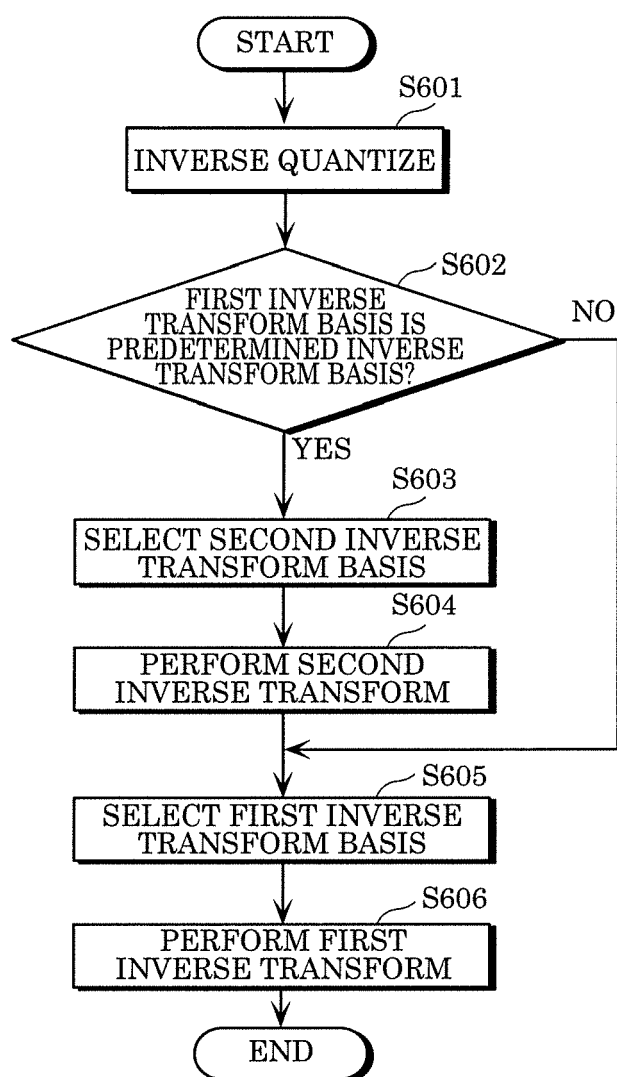 START
S601
INVERSE QUANTIZE
S602
FIRST INVERSE
TRANSFORM BASIS IS
PREDETERMINED INVERSE
TRANSFORM BASIS?
NO
YES
S603
SELECT SECOND INVERSE
TRANSFORM BASIS
S604
PERFORM SECOND
INVERSE TRANSFORM
S605
SELECT FIRST INVERSE
TRANSFORM BASIS
S606
PERFORM FIRST
INVERSE TRANSFORM
END